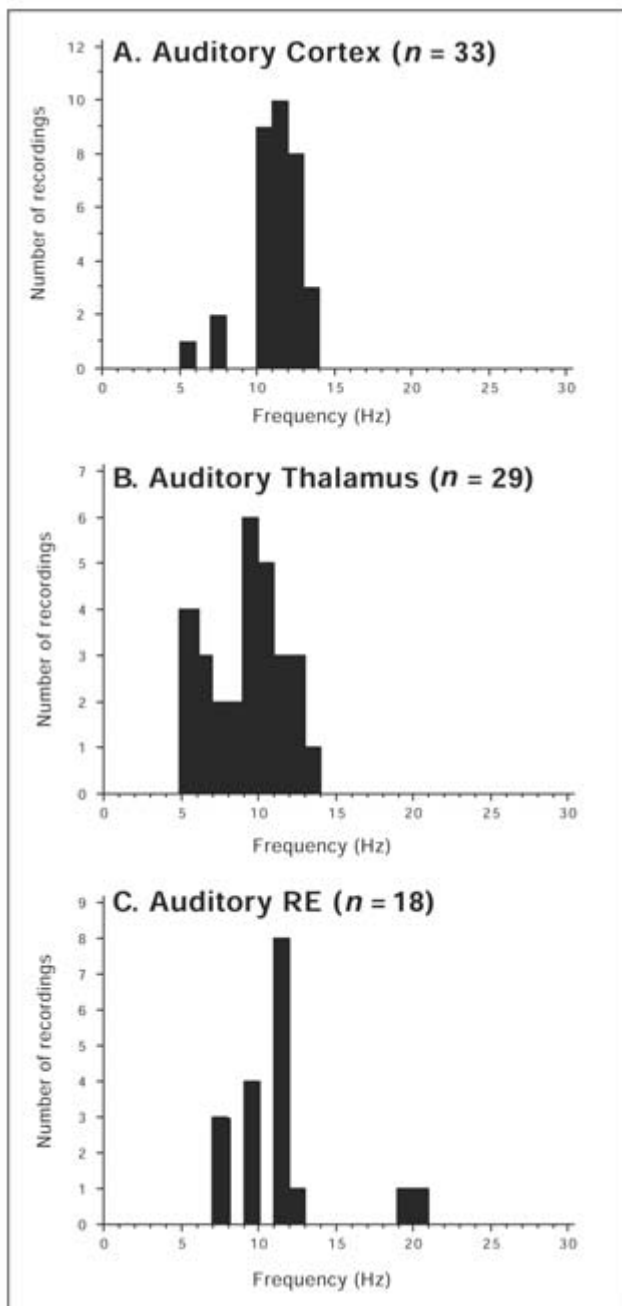 A. Auditory Cortex (n = 33)
12
10
8
6
4
2
0
Number of recordings
0 5 10 15 20 25 30
Frequency (Hz)
B. Auditory Thalamus (n = 29)
7
6
5
4
3
2
1
0
Number of recordings
0 5 10 15 20 25 30
Frequency (Hz)
C. Auditory RE (n = 18)
9
8
7
6
5
4
3
2
1
0
Number of recordings
0 5 10 15 20 25 30
Frequency (Hz)